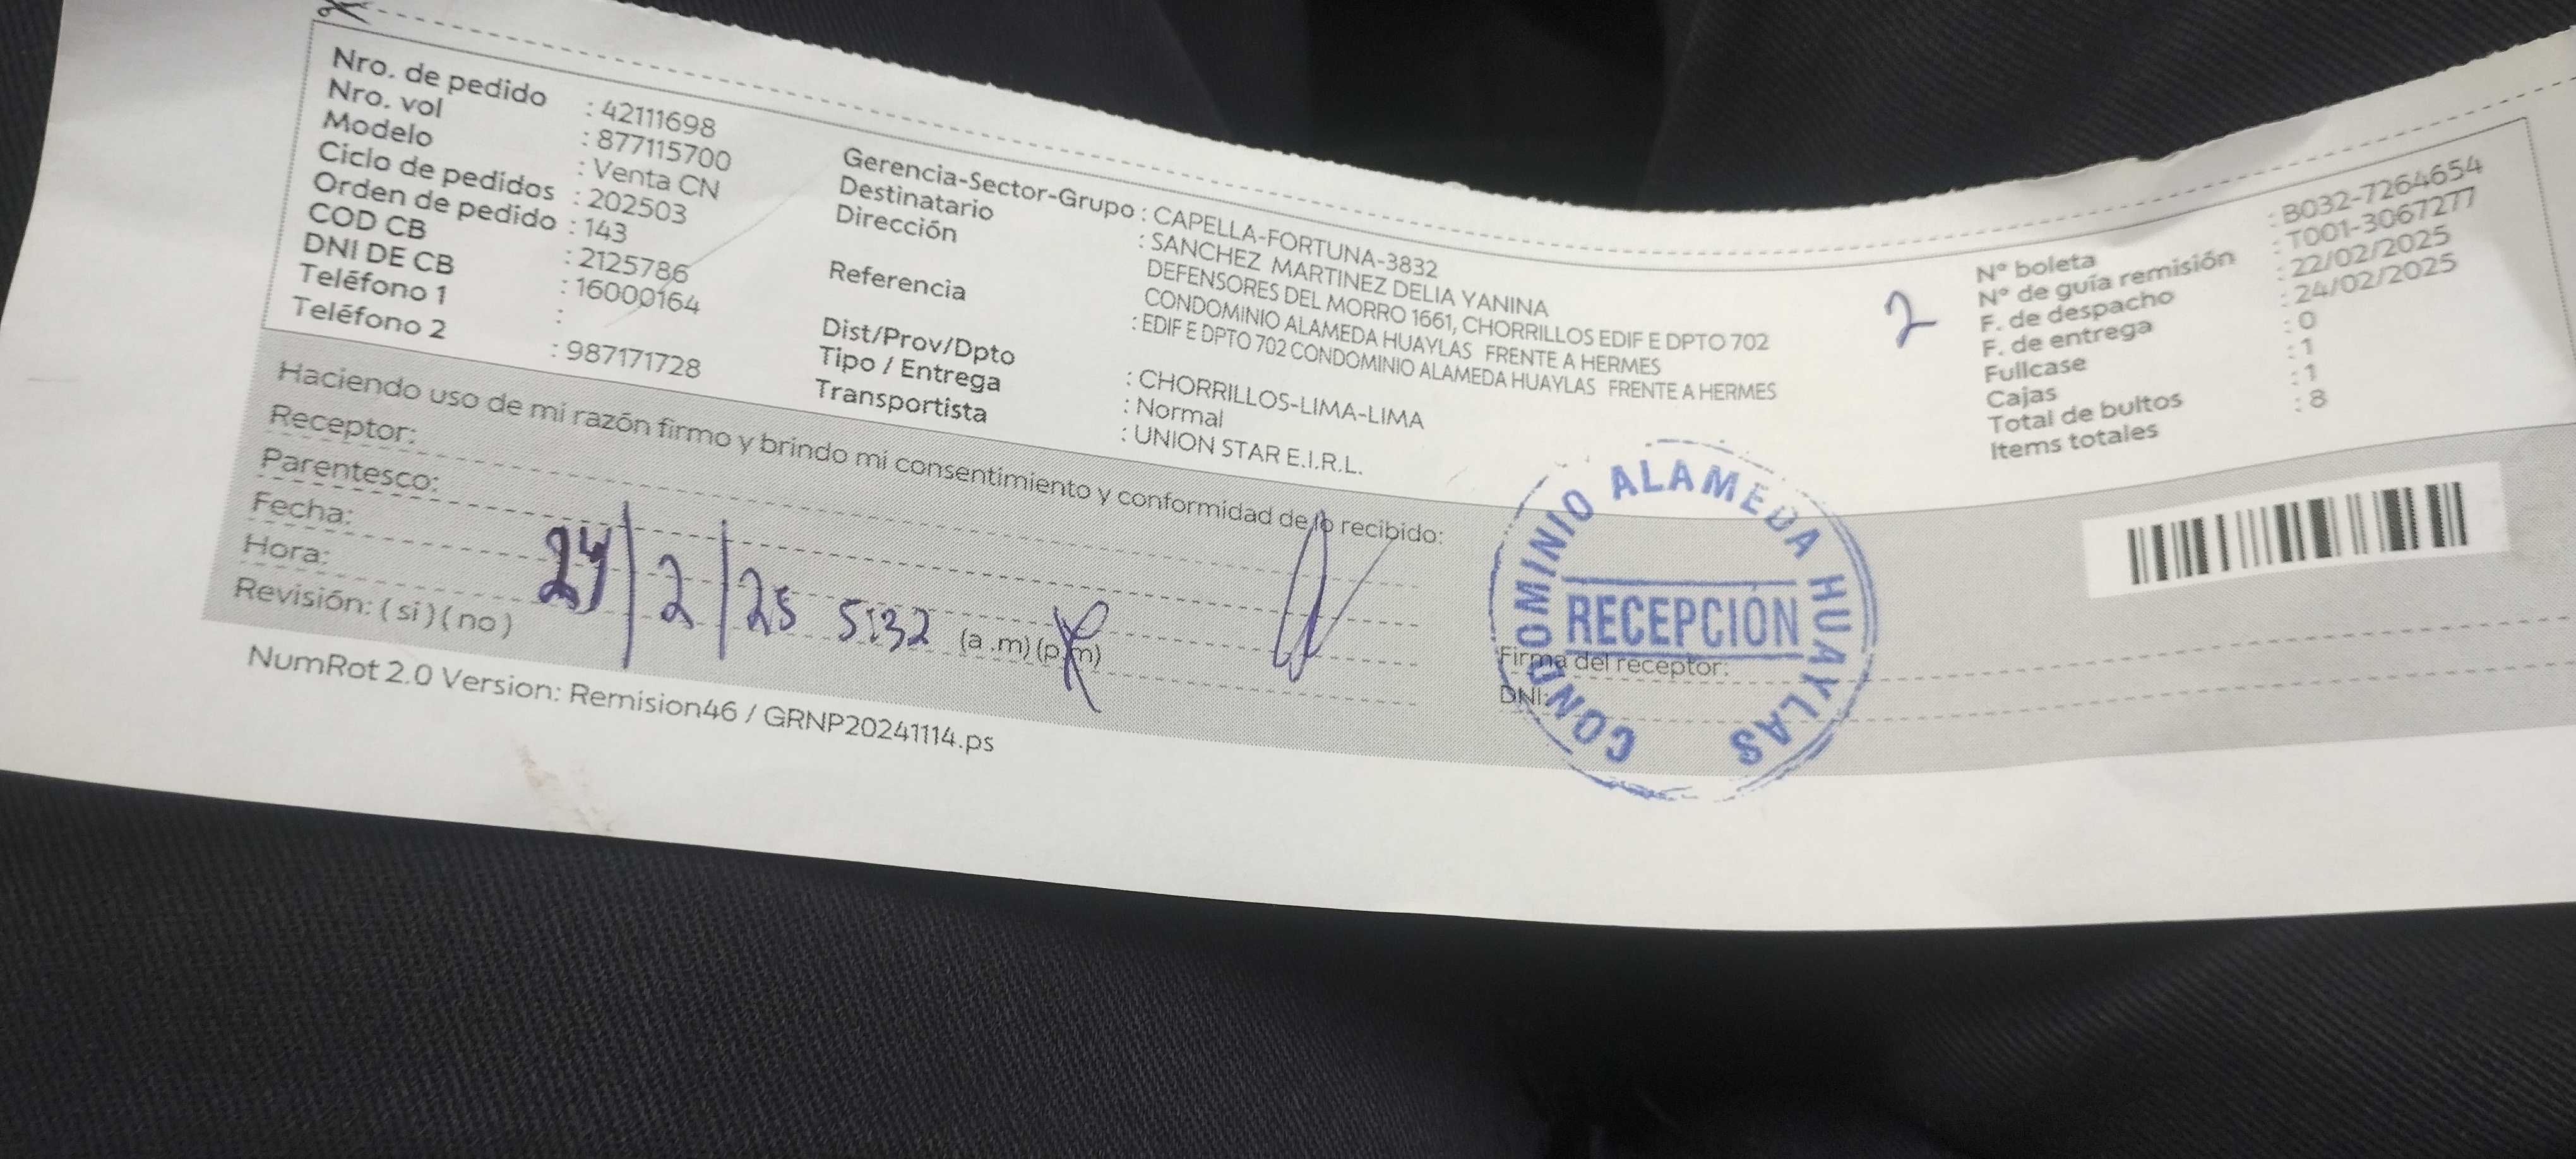 Nro. de pedido : 42111698
Nro. vol : 877115700
Modelo : Venta CN
Ciclo de pedidos : 202503
Orden de pedido : 143
COD CB : 2125786
DNI DE CB : 16000164
Teléfono 1 :
Teléfono 2 : 987171728
Gerencia-Sector-Grupo : CAPELLA-FORTUNA-3832
Destinatario : SANCHEZ MARTINEZ DELIA YANINA
Dirección DEFENSORES DEL MORRO 1661, CHORRILLOS EDIF E DPTO 702
CONDOMINIO ALAMEDA HUAYLAS FRENTE A HERMES
Referencia : EDIF E DPTO 702 CONDOMINIO ALAMEDA HUAYLAS FRENTE A HERMES
Dist/Prov/Dpto : CHORRILLOS-LIMA-LIMA
Tipo / Entrega : Normal
Transportista : UNION STAR E.I.R.L.
2
N° boleta : B032-7264654
N° de guía remisión : T001-3067277
F. de despacho : 22/02/2025
F. de entrega : 24/02/2025
Fullcase : 0
Cajas : 1
Total de bultos : 1
Items totales : 8
Haciendo uso de mi razón firmo y brindo mi consentimiento y conformidad de lo recibido:
Receptor:
Parentesco:
Fecha: 24/2/25
Hora: 5:32 (a .m) (p.m)
Revisión: ( si ) ( no )
CONDOMINIO ALAMEDA HUAYLAS
RECEPCIÓN
Firma del receptor:
DNI:
NumRot 2.0 Version: Remision46 / GRNP20241114.ps